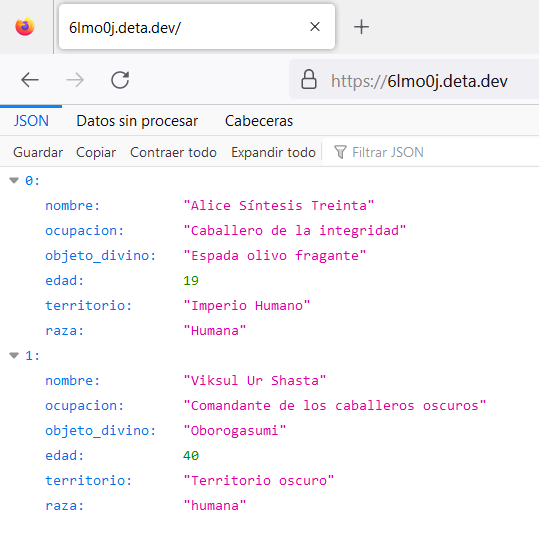 6lmo0j.deta.dev/
https://6lmo0j.deta.dev
JSON Datos sin procesar Cabeceras
Guardar Copiar Contraer todo Expandir todo Filtrar JSON
0:
nombre: "Alice Síntesis Treinta"
ocupacion: "Caballero de la integridad"
objeto_divino: "Espada olivo fragante"
edad: 19
territorio: "Imperio Humano"
raza: "Humana"
1:
nombre: "Viksul Ur Shasta"
ocupacion: "Comandante de los caballeros oscuros"
objeto_divino: "Oborogasumi"
edad: 40
territorio: "Territorio oscuro"
raza: "humana"